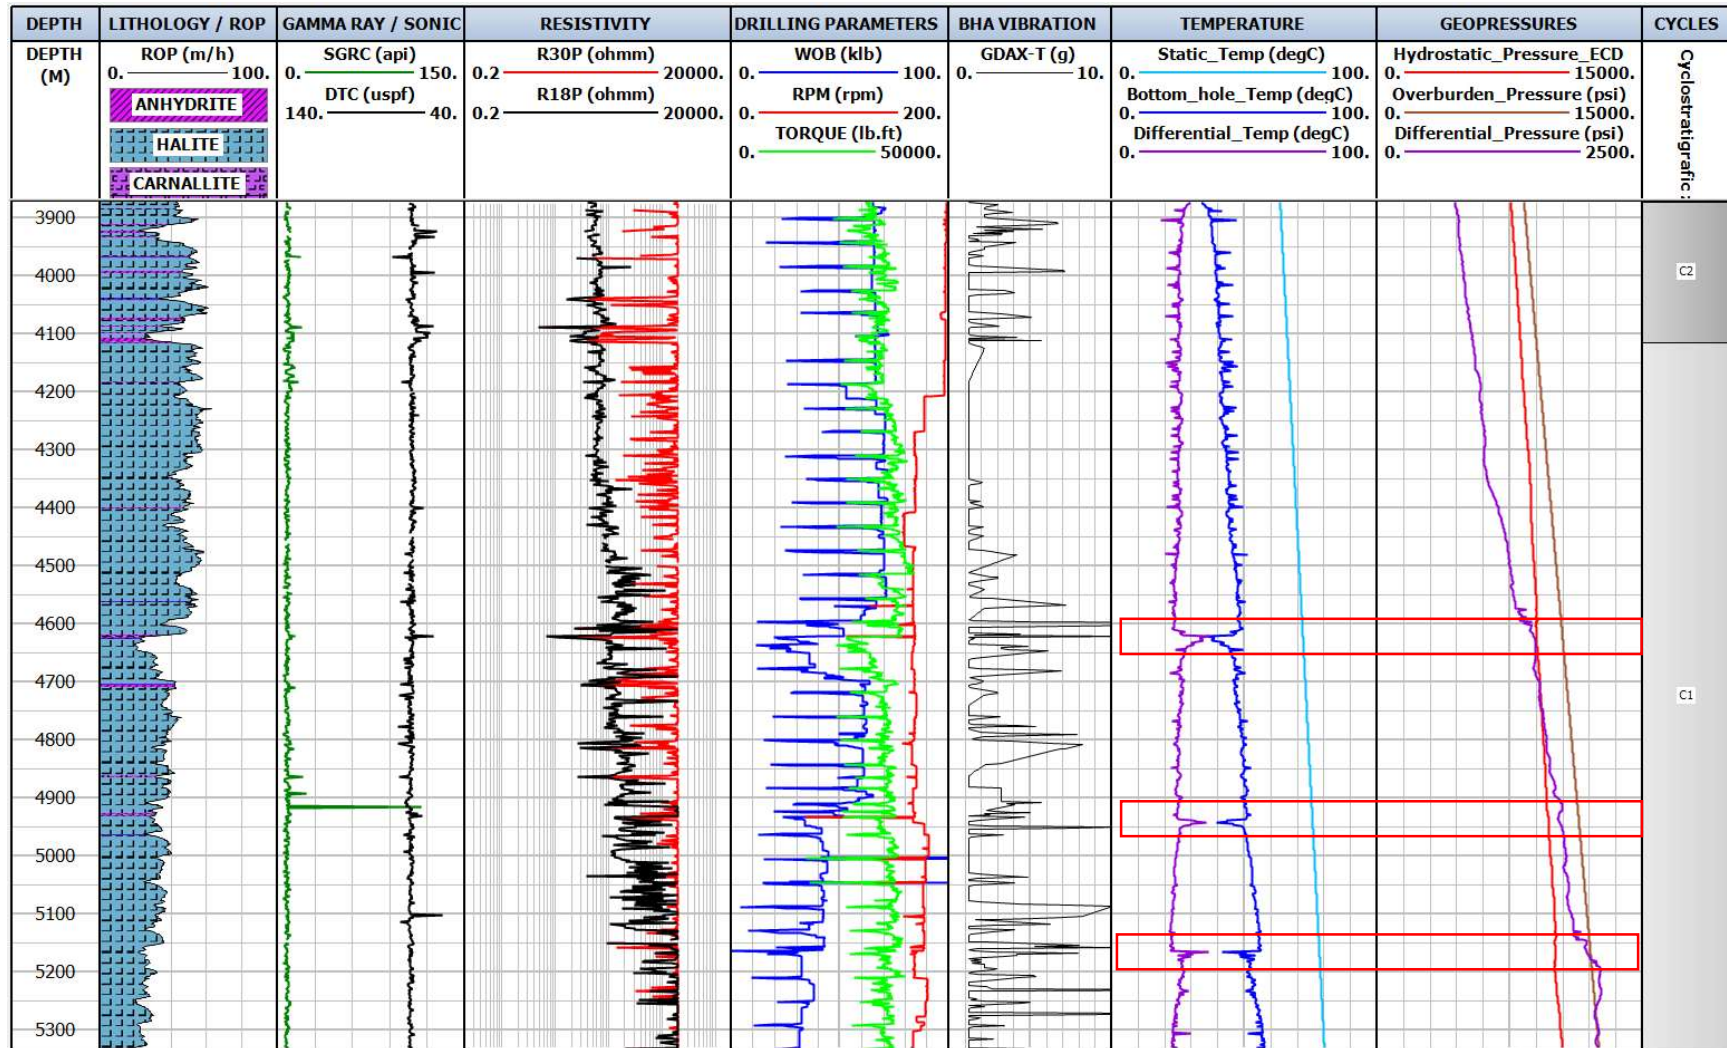 DEPTH LITHOLOGY / ROP GAMMA RAY / SONIC RESISTIVITY DRILLING PARAMETERS BHA VIBRATION TEMPERATURE GEOPRESSURES CYCLES
DEPTH
(M)
ROP (m/h)
0. 100.
ANHYDRITE
HALITE
CARNALLITE
SGRC (api)
0. 150.
DTC (uspf)
140. 40.
R30P (ohmm)
0.2 20000.
R18P (ohmm)
0.2 20000.
WOB (klb)
0. 100.
RPM (rpm)
0. 200.
TORQUE (lb.ft)
0. 50000.
GDAX-T (g)
0. 10.
Static_Temp (degC)
0. 100.
Bottom_hole_Temp (degC)
0. 100.
Differential_Temp (degC)
0. 100.
Hydrostatic_Pressure_ECD
0. 15000.
Overburden_Pressure (psi)
0. 15000.
Differential_Pressure (psi)
0. 2500.
Cyclostratigrafic :
3900
4000
4100
4200
4300
4400
4500
4600
4700
4800
4900
5000
5100
5200
5300
C2
C1